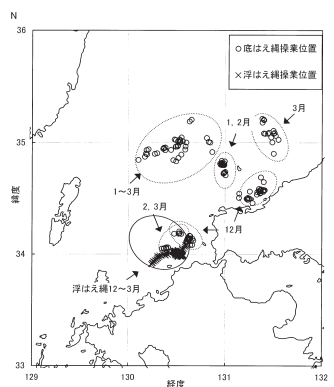 N
36
○ 底はえ縄操業位置
× 浮はえ縄操業位置
3月
35
1, 2月
1〜3月
緯度
2, 3月
12月
34
浮はえ縄12〜3月
33
129
130
131
132
経度